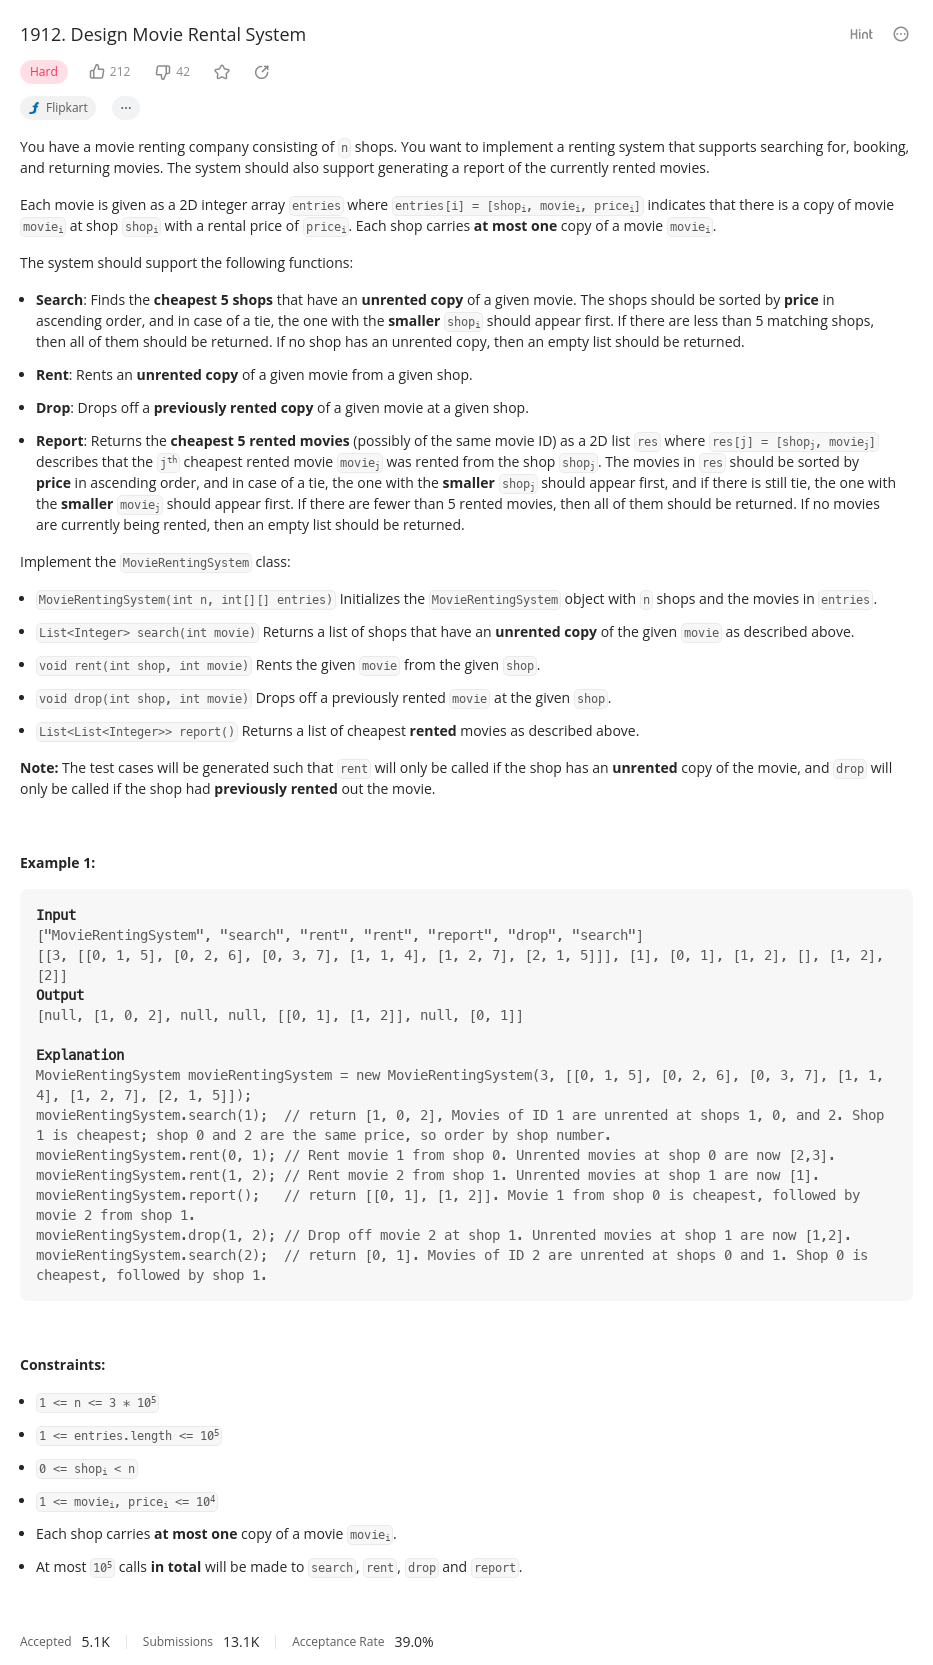 1912. Design Movie Rental System
Hint
Hard 212 42
Flipkart ...
You have a movie renting company consisting of n shops. You want to implement a renting system that supports searching for, booking,
and returning movies. The system should also support generating a report of the currently rented movies.
Each movie is given as a 2D integer array entries where entries[i] = [shopi, moviei, pricei] indicates that there is a copy of movie
moviei at shop shopi with a rental price of pricei. Each shop carries at most one copy of a movie moviei.
The system should support the following functions:
• Search: Finds the cheapest 5 shops that have an unrented copy of a given movie. The shops should be sorted by price in
ascending order, and in case of a tie, the one with the smaller shopi should appear first. If there are less than 5 matching shops,
then all of them should be returned. If no shop has an unrented copy, then an empty list should be returned.
• Rent: Rents an unrented copy of a given movie from a given shop.
• Drop: Drops off a previously rented copy of a given movie at a given shop.
• Report: Returns the cheapest 5 rented movies (possibly of the same movie ID) as a 2D list res where res[j] = [shopj, moviej]
describes that the jth cheapest rented movie moviej was rented from the shop shopj. The movies in res should be sorted by
price in ascending order, and in case of a tie, the one with the smaller shopj should appear first, and if there is still tie, the one with
the smaller moviej should appear first. If there are fewer than 5 rented movies, then all of them should be returned. If no movies
are currently being rented, then an empty list should be returned.
Implement the MovieRentingSystem class:
• MovieRentingSystem(int n, int[][] entries) Initializes the MovieRentingSystem object with n shops and the movies in entries.
• List<Integer> search(int movie) Returns a list of shops that have an unrented copy of the given movie as described above.
• void rent(int shop, int movie) Rents the given movie from the given shop.
• void drop(int shop, int movie) Drops off a previously rented movie at the given shop.
• List<List<Integer>> report() Returns a list of cheapest rented movies as described above.
Note: The test cases will be generated such that rent will only be called if the shop has an unrented copy of the movie, and drop will
only be called if the shop had previously rented out the movie.
Example 1:
Input
["MovieRentingSystem", "search", "rent", "rent", "report", "drop", "search"]
[[3, [[0, 1, 5], [0, 2, 6], [0, 3, 7], [1, 1, 4], [1, 2, 7], [2, 1, 5]]], [1], [0, 1], [1, 2], [], [1, 2],
[2]]
Output
[null, [1, 0, 2], null, null, [[0, 1], [1, 2]], null, [0, 1]]
Explanation
MovieRentingSystem movieRentingSystem = new MovieRentingSystem(3, [[0, 1, 5], [0, 2, 6], [0, 3, 7], [1, 1,
4], [1, 2, 7], [2, 1, 5]]);
movieRentingSystem.search(1);  // return [1, 0, 2], Movies of ID 1 are unrented at shops 1, 0, and 2. Shop
1 is cheapest; shop 0 and 2 are the same price, so order by shop number.
movieRentingSystem.rent(0, 1); // Rent movie 1 from shop 0. Unrented movies at shop 0 are now [2,3].
movieRentingSystem.rent(1, 2); // Rent movie 2 from shop 1. Unrented movies at shop 1 are now [1].
movieRentingSystem.report();   // return [[0, 1], [1, 2]]. Movie 1 from shop 0 is cheapest, followed by
movie 2 from shop 1.
movieRentingSystem.drop(1, 2); // Drop off movie 2 at shop 1. Unrented movies at shop 1 are now [1,2].
movieRentingSystem.search(2);  // return [0, 1]. Movies of ID 2 are unrented at shops 0 and 1. Shop 0 is
cheapest, followed by shop 1.
Constraints:
• 1 <= n <= 3 * 10^5
• 1 <= entries.length <= 10^5
• 0 <= shopi < n
• 1 <= moviei, pricei <= 10^4
• Each shop carries at most one copy of a movie moviei.
• At most 10^5 calls in total will be made to search, rent, drop and report.
Accepted 5.1K Submissions 13.1K Acceptance Rate 39.0%